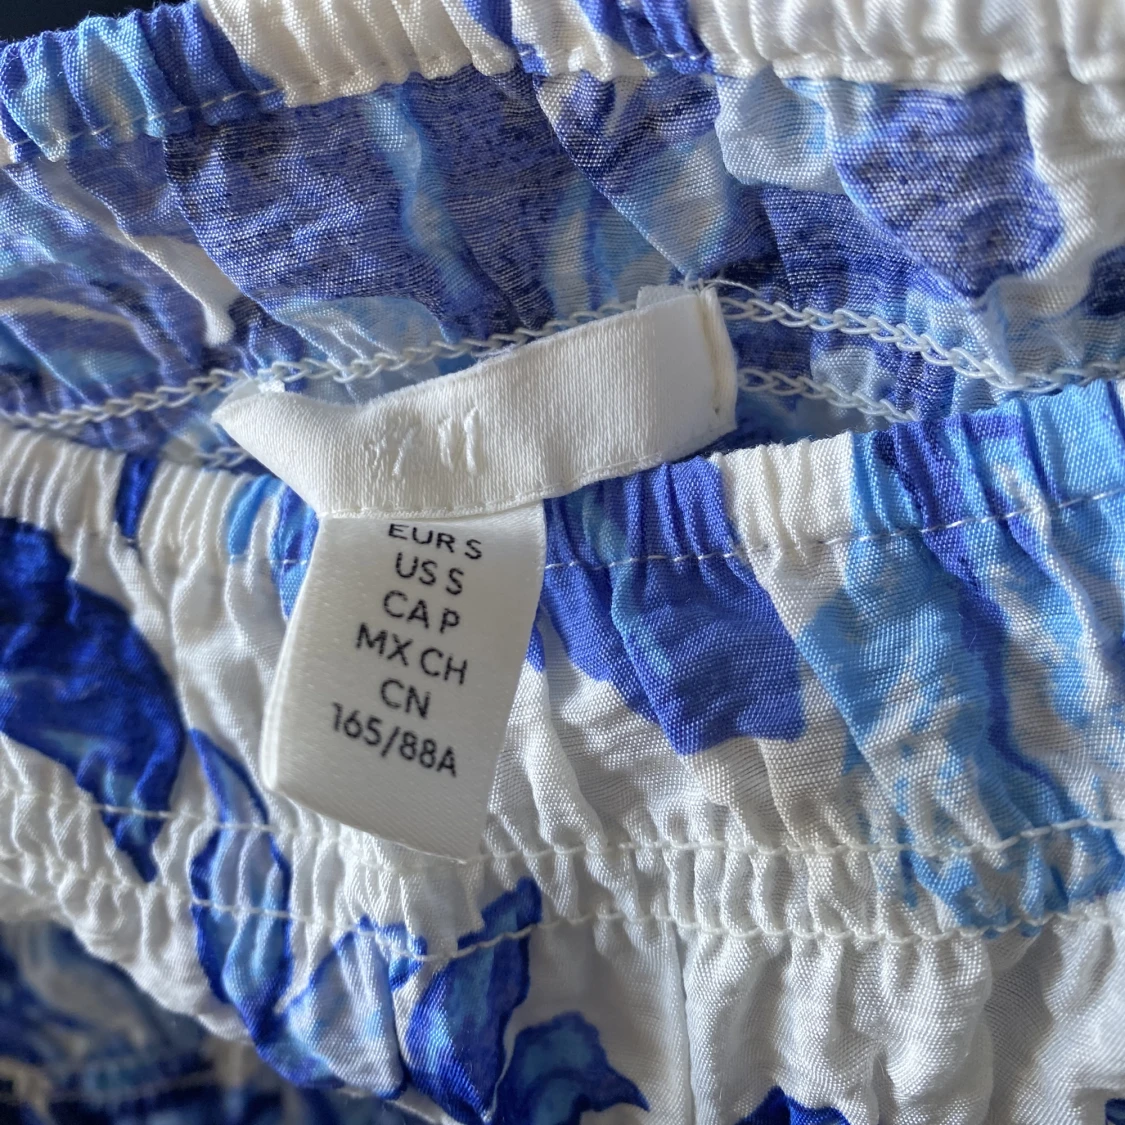 H&M
EUR S
US S
CA P
MX CH
CN
165/88A